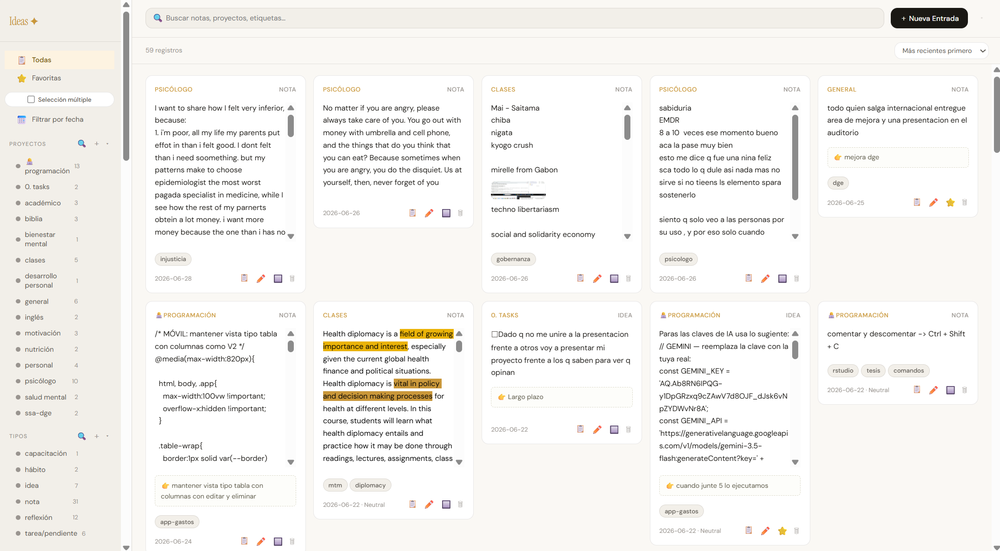 Ideas ✦
Todas
Favoritas
Selección múltiple
Filtrar por fecha
PROYECTOS
programación 13
0. tasks 2
académico 3
biblia 3
bienestar
mental 1
clases 5
desarrollo
personal 1
general 6
inglés 2
motivación 3
nutrición 2
personal 4
psicólogo 10
salud mental 2
ssa-dge 2
TIPOS
capacitación 1
hábito 2
idea 7
nota 31
reflexión 12
tarea/pendiente 6
Buscar notas, proyectos, etiquetas...
+ Nueva Entrada
59 registros
Más recientes primero
PSICÓLOGO NOTA
I want to share how I felt very inferior,
because:
1. i'm poor, all my life my parents put
effot in than i felt good. I dont felt
than i need soomething. but my
patterns make to choose
epidemiologist the most worst
pagada specialist in medicine, while I
see how the rest of my parnerts
obtein a lot money. i want more
money because the one than i has no
injusticia
2026-06-28
PSICÓLOGO NOTA
No matter if you are angry, please
always take care of you. You go out with
money with umbrella and cell phone,
and the things that do you think that
you can eat? Because sometimes when
you are angry, you do the disquiet. Us at
yourself, then, never forget of you
2026-06-26
CLASES NOTA
Mai - Saitama
chiba
nigata
kyogo crush
mirelle from Gabon
techno libertariasm
social and solidarity economy
gobernanza
2026-06-26
PSICÓLOGO NOTA
sabiduria
EMDR
8 a 10 veces ese momento bueno
aca la pase muy bien
esto me dice q fue una nina feliz
sca todo lo q dule asi nada mas no
sirve si no tieens ls elemento spara
sostenerlo
siento q solo veo a las personas por
su uso , y por eso solo cuando
psicologo
2026-06-26
GENERAL NOTA
todo quien salga internacional entregue
area de mejora y una presentacion en el
auditorio
mejora dge
dge
2026-06-25
PROGRAMACIÓN NOTA
/* MÓVIL: mantener vista tipo tabla
con columnas como V2 */
@media(max-width:820px){
html, body, .app{
max-width:100vw !important;
overflow-x:hidden !important;
}
.table-wrap{
border:1px solid var(--border)
mantener vista tipo tabla con
columnas con editar y eliminar
app-gastos
2026-06-24
CLASES NOTA
Health diplomacy is a field of growing
importance and interest, especially
given the current global health
finance and political situations.
Health diplomacy is vital in policy
and decision making processes for
health at different levels. In this
course, students will learn what
health diplomacy entails and
practice how it may be done through
readings, lectures, assignments, class
mtm diplomacy
2026-06-22 · Neutral
0. TASKS IDEA
☐Dado q no me unire a la presentacion
frente a otros voy a presentar mi
proyecto frente a los q saben para ver q
opinan
Largo plazo
2026-06-22
PROGRAMACIÓN IDEA
Paras las claves de IA usa lo sugiente:
// GEMINI — reemplaza la clave con la
tuya real:
const GEMINI_KEY =
'AQ.Ab8RN6IPQG-
y1DpGRzxq9cZAwV7d8OJF_dJsk6vN
pZYDWvNr8A';
const GEMINI_API =
'https://generativelanguage.googleapi
s.com/v1/models/gemini-3.5-
flash:generateContent?key=' +
cuando junte 5 lo ejecutamos
app-gastos
2026-06-22 · Neutral
PROGRAMACIÓN NOTA
comentar y descomentar -> Ctrl + Shift
+ C
rstudio tesis comandos
2026-06-22 · Neutral